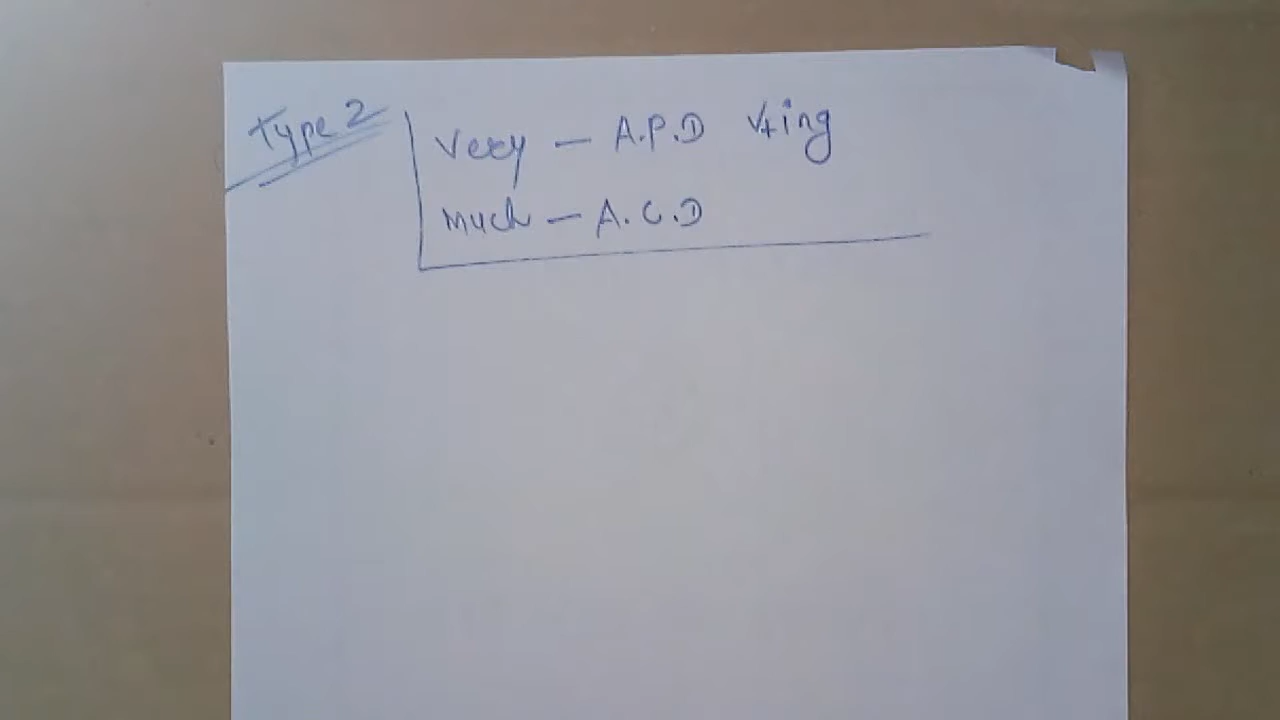 Type 2
Very — A.P.D V+ing
Much — A.C.D